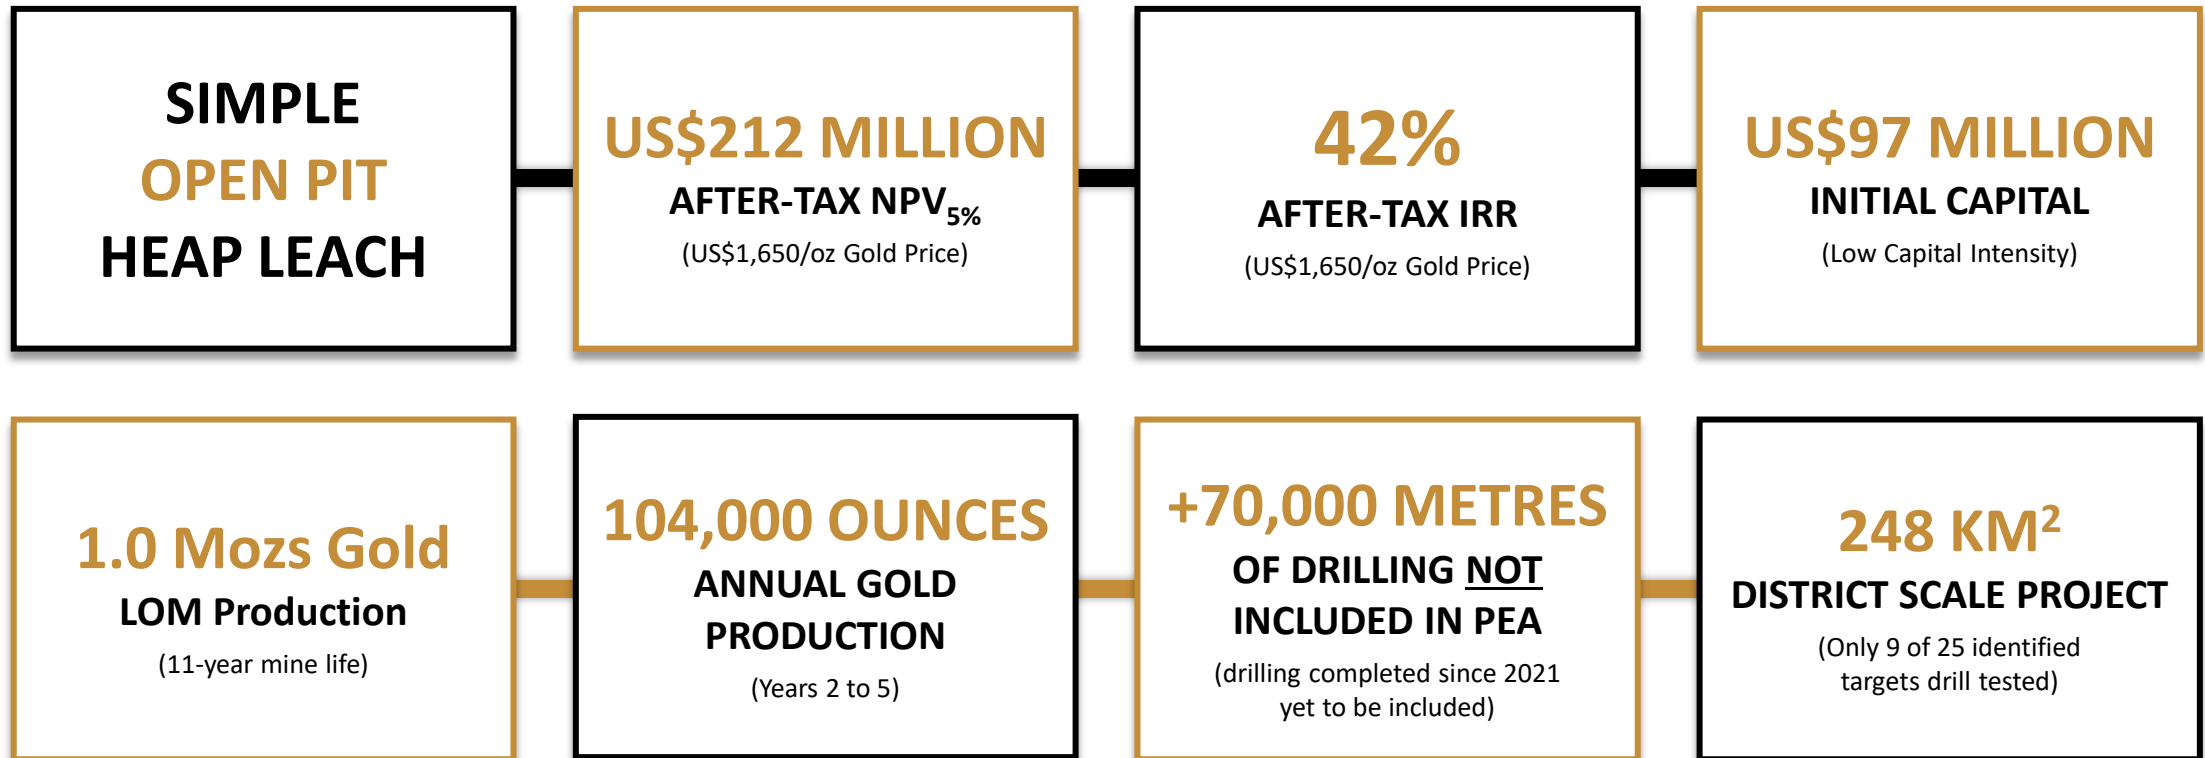 SIMPLE
OPEN PIT
HEAP LEACH
US$212 MILLION
AFTER-TAX NPV5%
(US$1,650/oz Gold Price)
42%
AFTER-TAX IRR
(US$1,650/oz Gold Price)
US$97 MILLION
INITIAL CAPITAL
(Low Capital Intensity)
1.0 Mozs Gold
LOM Production
(11-year mine life)
104,000 OUNCES
ANNUAL GOLD
PRODUCTION
(Years 2 to 5)
+70,000 METRES
OF DRILLING NOT
INCLUDED IN PEA
(drilling completed since 2021
yet to be included)
248 KM²
DISTRICT SCALE PROJECT
(Only 9 of 25 identified
targets drill tested)